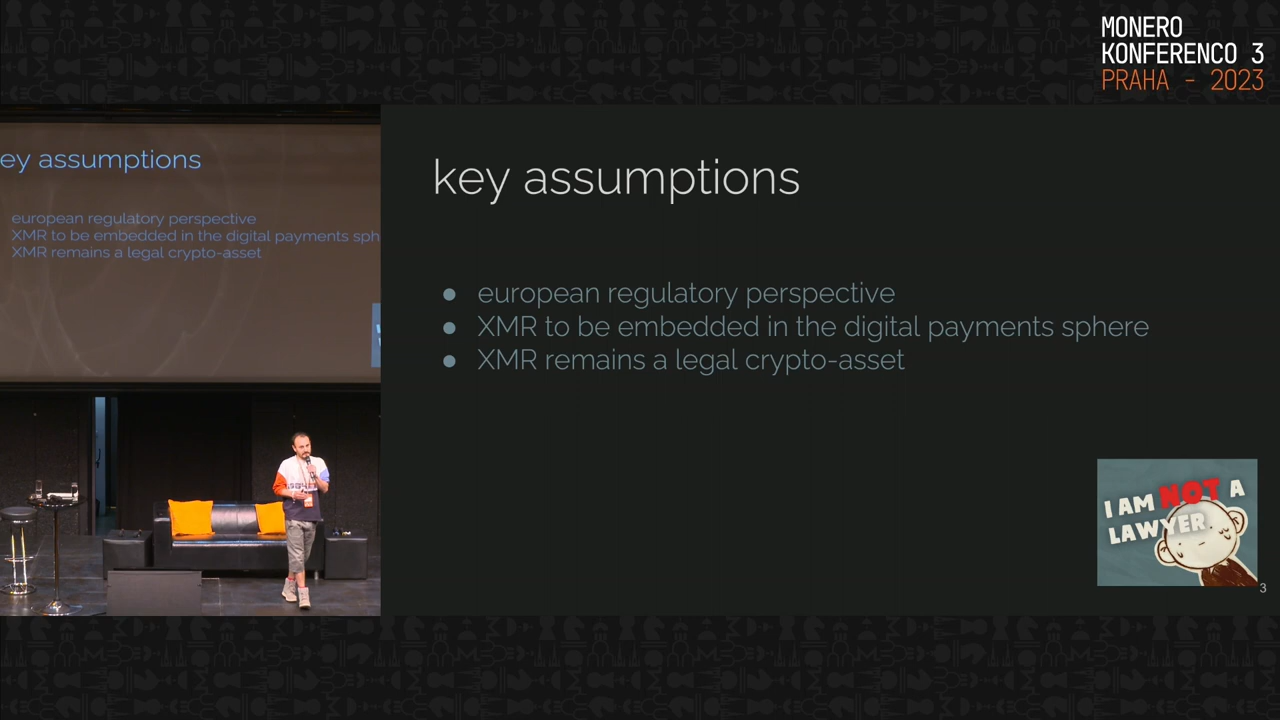 MONERO
KONFERENCO 3
PRAHA - 2023
ey assumptions
european regulatory perspective
XMR to be embedded in the digital payments sph
XMR remains a legal crypto-asset
key assumptions
● european regulatory perspective
● XMR to be embedded in the digital payments sphere
● XMR remains a legal crypto-asset
I AM NOT A
LAWYER.
3